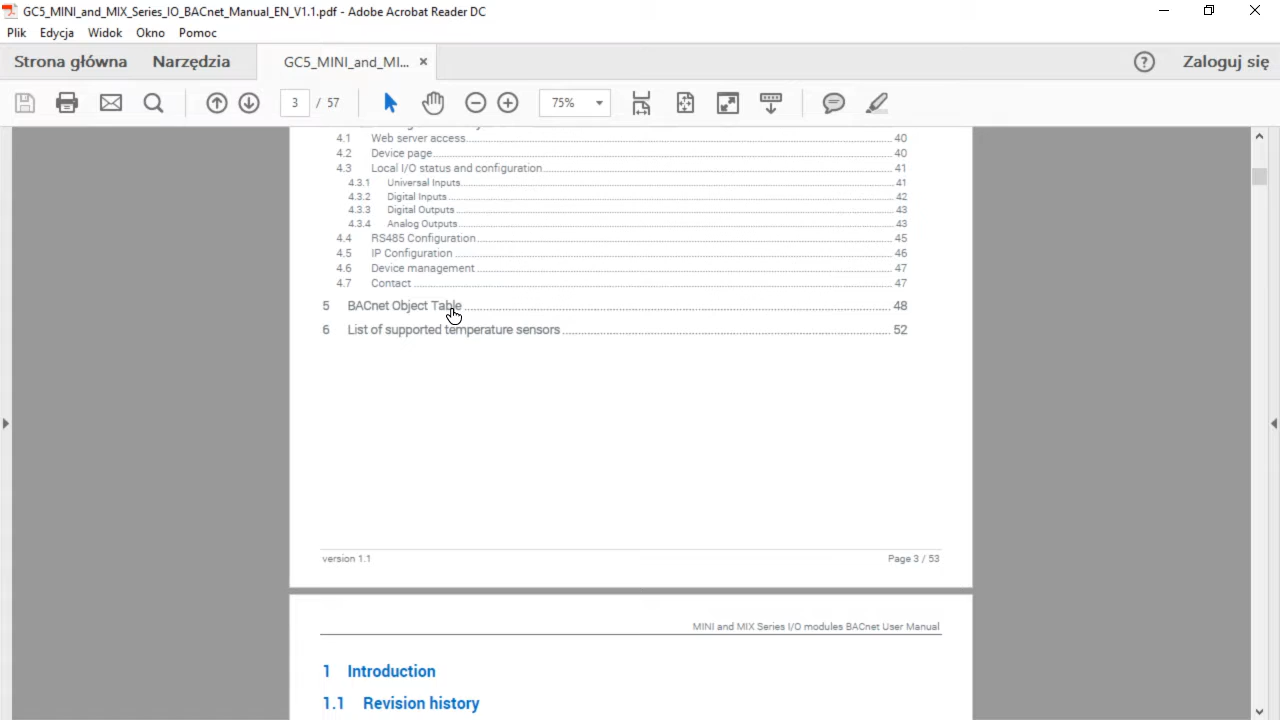 GC5_MINI_and_MIX_Series_IO_BACnet_Manual_EN_V1.1.pdf - Adobe Acrobat Reader DC
Plik Edycja Widok Okno Pomoc
Strona główna Narzędzia GC5_MINI_and_MI... × Zaloguj się
3 / 57 75%
4.1 Web server access 40
4.2 Device page 40
4.3 Local I/O status and configuration 41
4.3.1 Universal Inputs 41
4.3.2 Digital Inputs 42
4.3.3 Digital Outputs 43
4.3.4 Analog Outputs 43
4.4 RS485 Configuration 45
4.5 IP Configuration 46
4.6 Device management 47
4.7 Contact 47
5 BACnet Object Table 48
6 List of supported temperature sensors 52
version 1.1 Page 3 / 53
MINI and MIX Series I/O modules BACnet User Manual
1 Introduction
1.1 Revision history